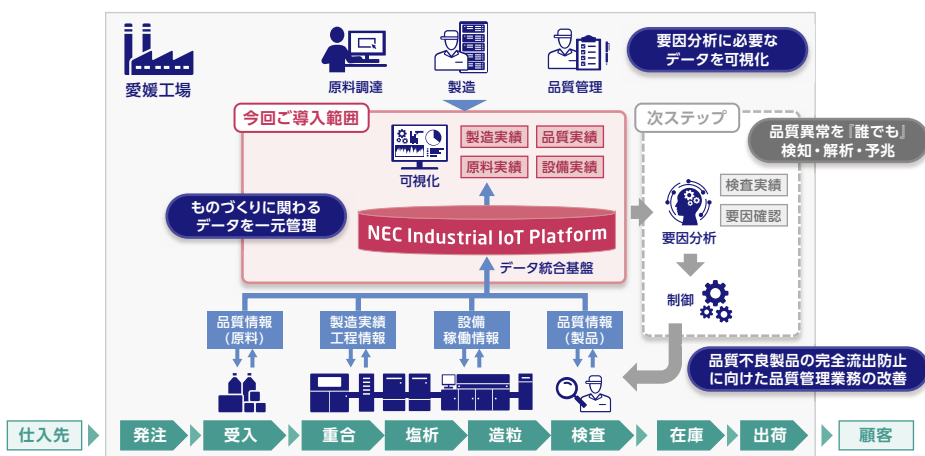 愛媛工場
原料調達
製造
品質管理
要因分析に必要な
データを可視化
今回ご導入範囲
可視化
製造実績
品質実績
原料実績
設備実績
次ステップ
品質異常を『誰でも』
検知・解析・予兆
検査実績
要因確認
要因分析
制御
ものづくりに関わる
データを一元管理
NEC Industrial IoT Platform
データ統合基盤
品質情報
(原料)
製造実績
工程情報
設備
稼働情報
品質情報
(製品)
品質不良製品の完全流出防止
に向けた品質管理業務の改善
仕入先
発注
受入
重合
塩析
造粒
検査
在庫
出荷
顧客